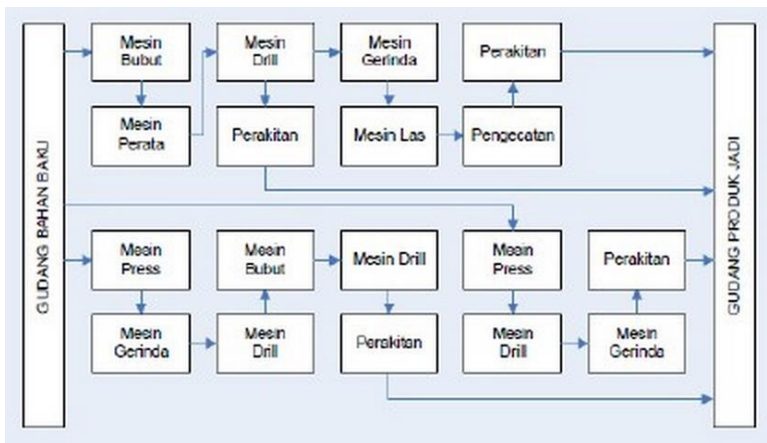 GUDANG BAHAN BAKU
Mesin
Bubut
Mesin
Drill
Mesin
Gerinda
Perakitan
Mesin
Perata
Perakitan
Mesin Las
Pengecatan
Mesin
Press
Mesin
Bubut
Mesin Drill
Mesin
Press
Perakitan
Mesin
Gerinda
Mesin
Drill
Perakitan
Mesin
Drill
Mesin
Gerinda
GUDANG PRODUK JADI